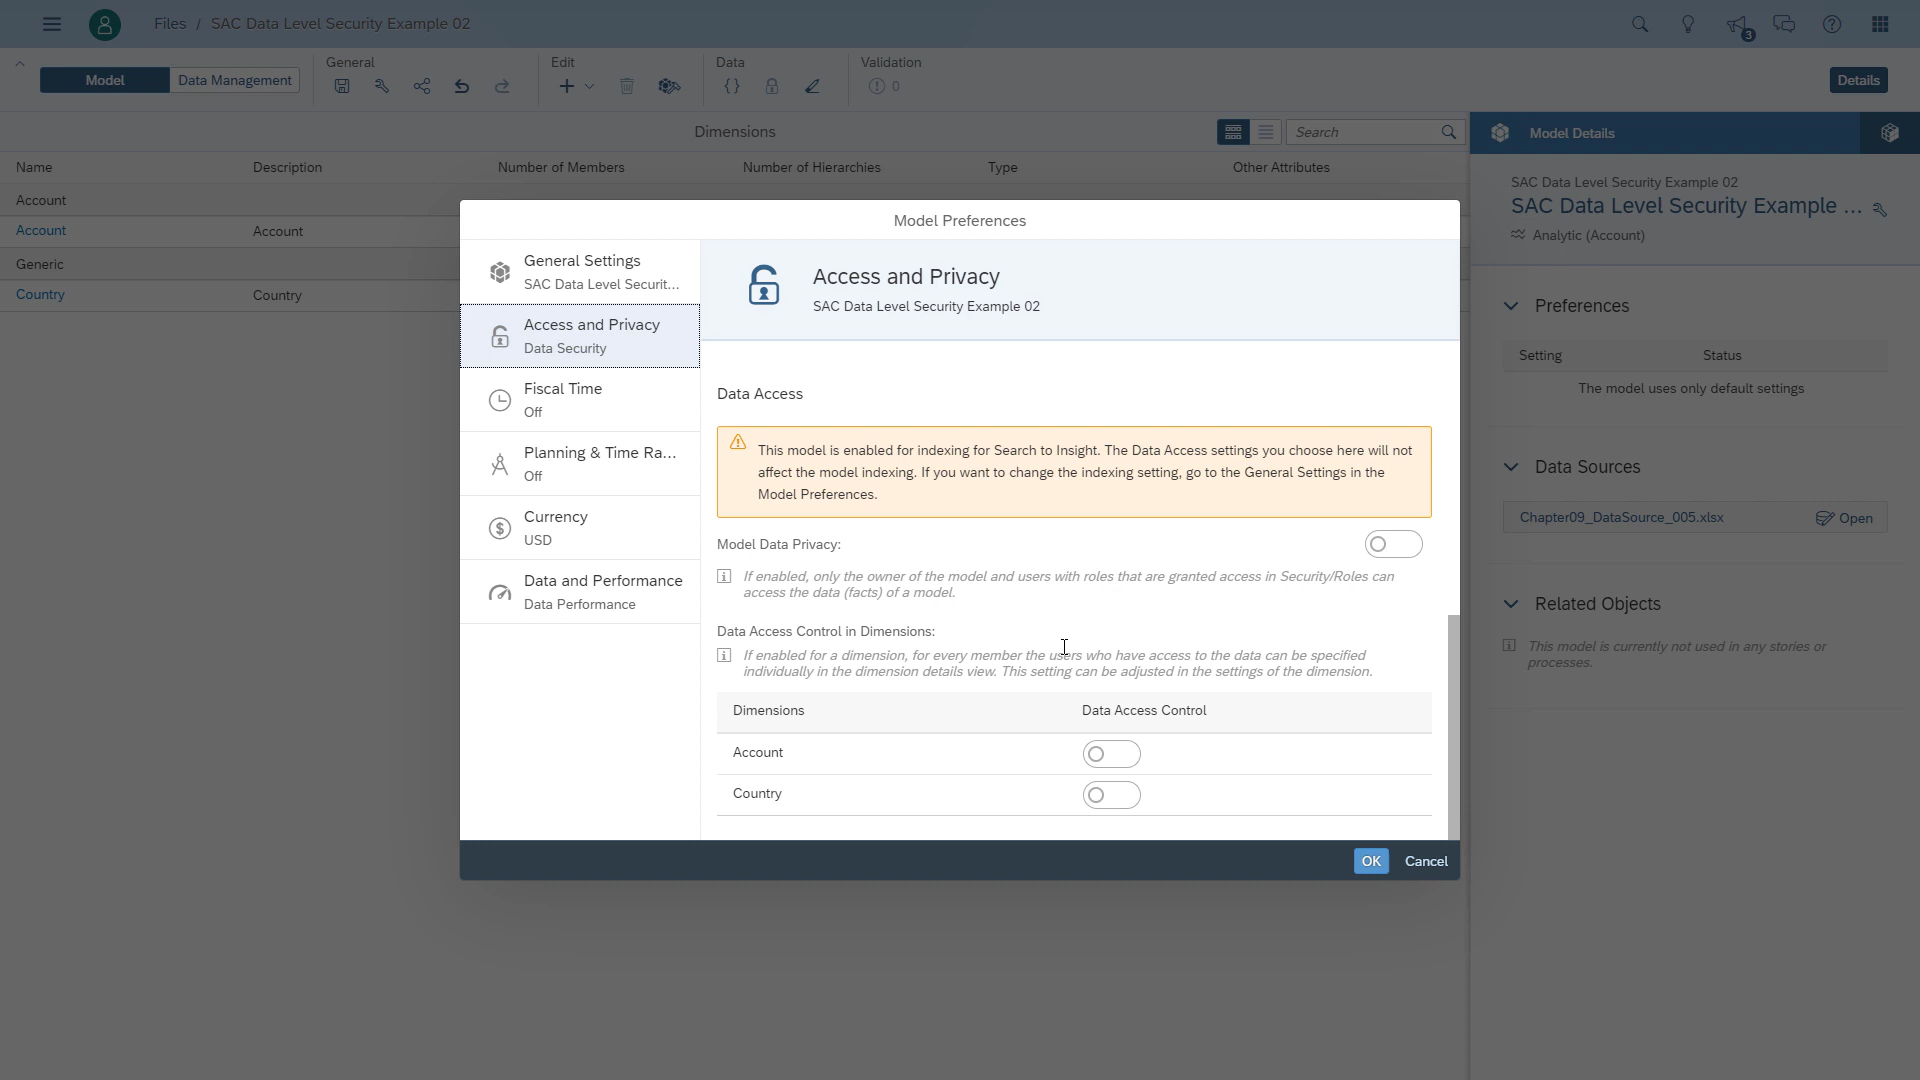 Files / SAC Data Level Security Example 02
3
General
Edit
Data
Validation
Model
Data Management
0
Details
Dimensions
Search
Name
Description
Number of Members
Number of Hierarchies
Type
Other Attributes
Account
Account
Account
Generic
Country
Country
Model Preferences
General Settings
SAC Data Level Securit...
Access and Privacy
Data Security
Fiscal Time
Off
Planning & Time Ra...
Off
Currency
USD
Data and Performance
Data Performance
Access and Privacy
SAC Data Level Security Example 02
Data Access
This model is enabled for indexing for Search to Insight. The Data Access settings you choose here will not
affect the model indexing. If you want to change the indexing setting, go to the General Settings in the
Model Preferences.
Model Data Privacy:
If enabled, only the owner of the model and users with roles that are granted access in Security/Roles can
access the data (facts) of a model.
Data Access Control in Dimensions:
If enabled for a dimension, for every member the users who have access to the data can be specified
individually in the dimension details view. This setting can be adjusted in the settings of the dimension.
Dimensions
Data Access Control
Account
Country
OK
Cancel
Model Details
SAC Data Level Security Example 02
SAC Data Level Security Example ...
Analytic (Account)
Preferences
Setting
Status
The model uses only default settings
Data Sources
Chapter09_DataSource_005.xlsx
Open
Related Objects
This model is currently not used in any stories or
processes.